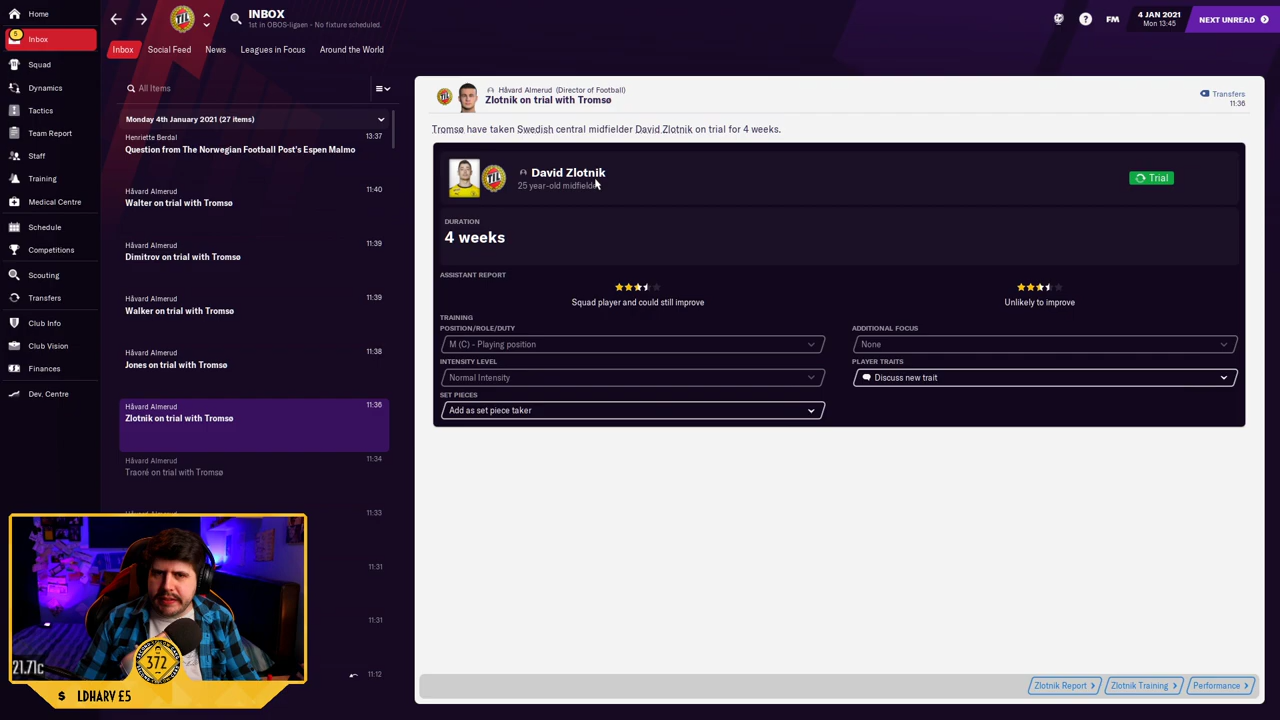 Home
Inbox
5
Squad
Dynamics
Tactics
Team Report
Staff
Training
Medical Centre
Schedule
Competitions
Scouting
Transfers
Club Info
Club Vision
Finances
Dev. Centre
TIL
INBOX
1st in OBOS-ligaen - No fixture scheduled.
FM
4 JAN 2021
Mon 13:45
NEXT UNREAD
Inbox
Social Feed
News
Leagues in Focus
Around the World
All Items
Monday 4th January 2021 (27 items)
Henriette Berdal
13:37
Question from The Norwegian Football Post's Espen Malmo
Håvard Almerud
11:40
Walter on trial with Tromsø
Håvard Almerud
11:39
Dimitrov on trial with Tromsø
Håvard Almerud
11:39
Walker on trial with Tromsø
Håvard Almerud
11:38
Jones on trial with Tromsø
Håvard Almerud
11:36
Zlotnik on trial with Tromsø
Håvard Almerud
11:34
Traoré on trial with Tromsø
11:33
11:31
11:31
11:12
Håvard Almerud (Director of Football)
Zlotnik on trial with Tromsø
Transfers
11:36
Tromsø have taken Swedish central midfielder David Zlotnik on trial for 4 weeks.
TIL
David Zlotnik
25 year-old midfielder
Trial
DURATION
4 weeks
ASSISTANT REPORT
Squad player and could still improve
Unlikely to improve
TRAINING
POSITION/ROLE/DUTY
M (C) - Playing position
ADDITIONAL FOCUS
None
INTENSITY LEVEL
Normal Intensity
PLAYER TRAITS
Discuss new trait
SET PIECES
Add as set piece taker
Zlotnik Report
Zlotnik Training
Performance
372
21.71c
$ LDHARY £5